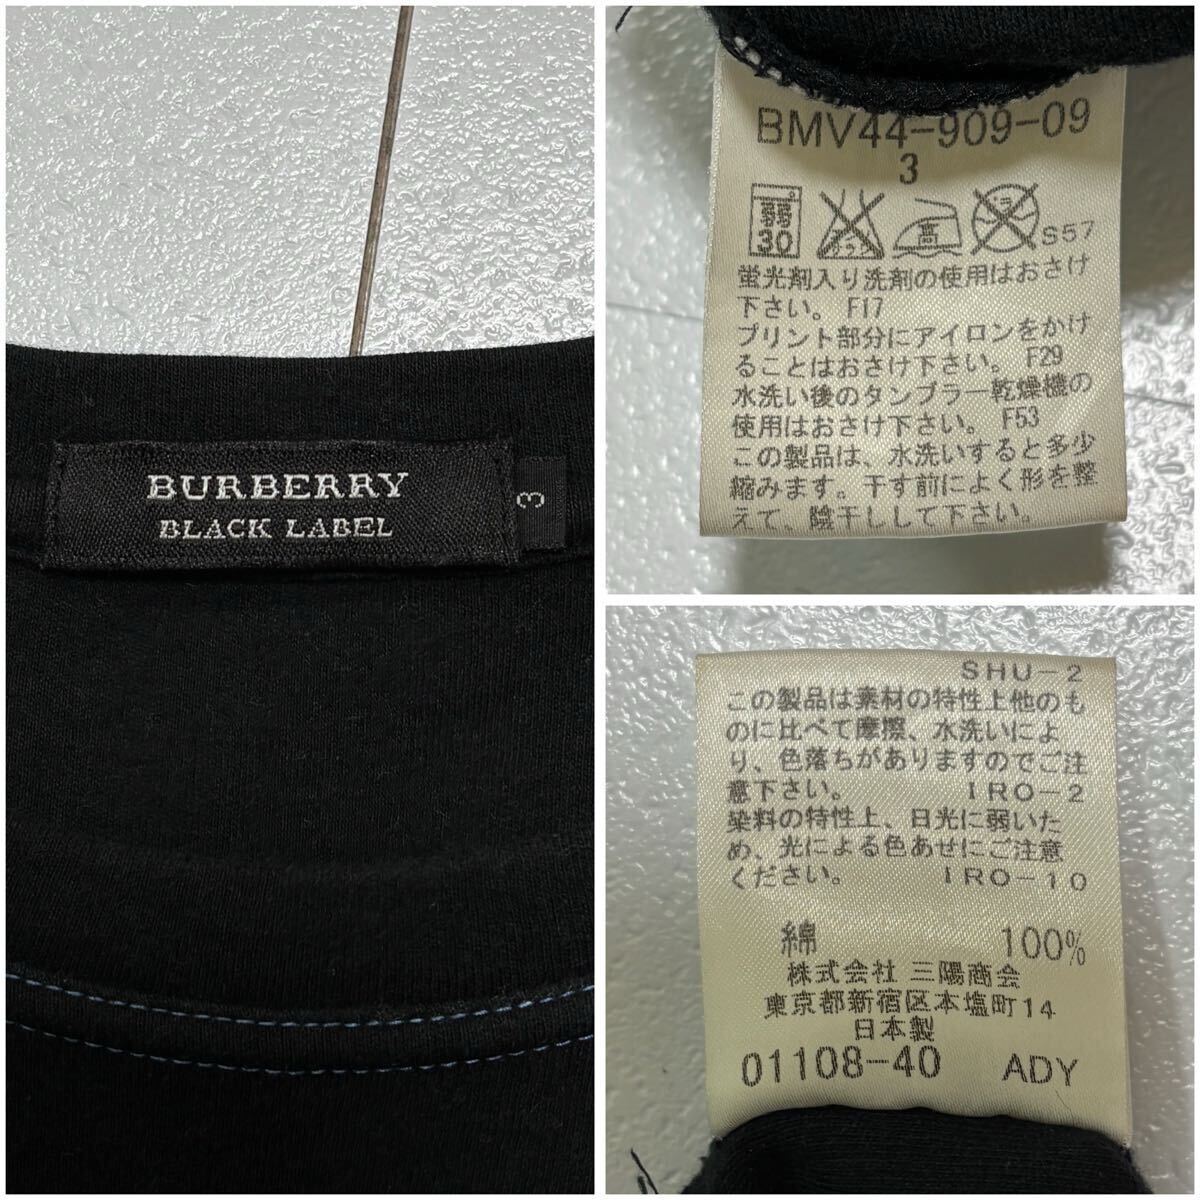 BURBERRY
BLACK LABEL
3
BMV44-909-09
3
弱
30
エンソ
サラシ
高
ドライ
S57
蛍光剤入り洗剤の使用はおさけ
下さい。 F17
プリント部分にアイロンをかけ
ることはおさけ下さい。 F29
水洗い後のタンブラー乾燥機の
使用はおさけ下さい。 F53
この製品は、水洗いすると多少
縮みます。干す前によく形を整
えて、陰干しして下さい。
SHU-2
この製品は素材の特性上他のも
のに比べて摩擦、水洗いによ
り、色落ちがありますのでご注
意下さい。 IRO-2
染料の特性上、日光に弱いた
め、光による色あせにご注意
ください。 IRO-10
綿 100%
株式会社 三陽商会
東京都新宿区本塩町14
日本製
01108-40 ADY